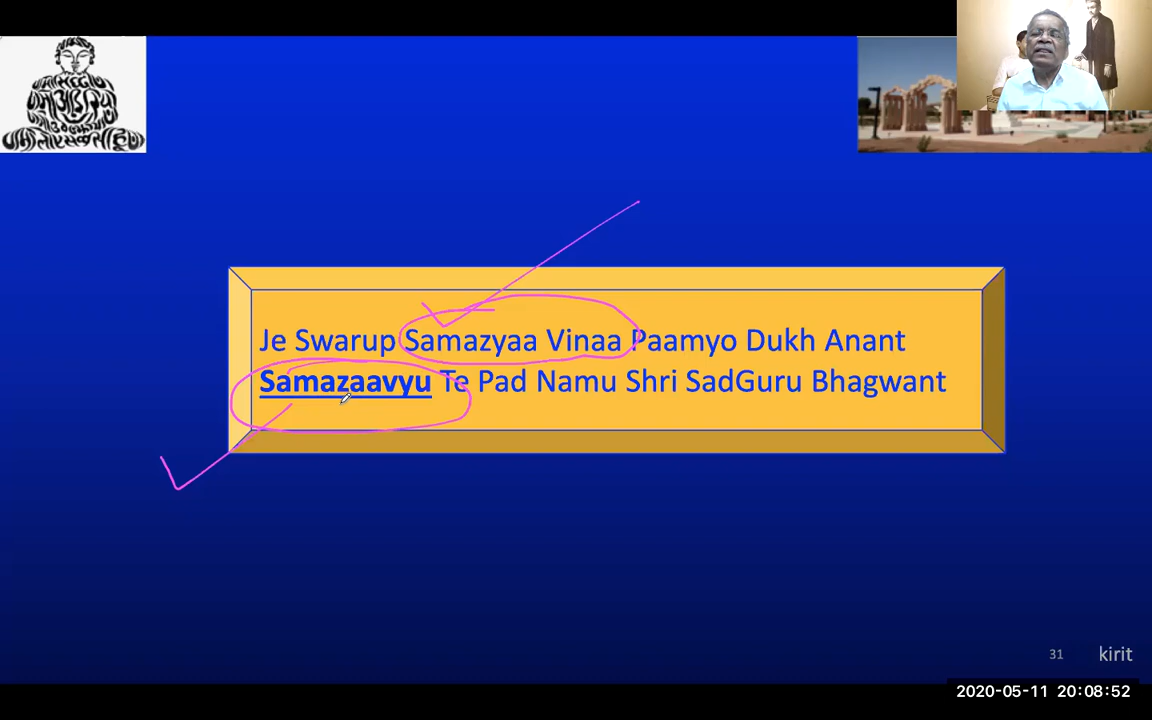 Je Swarup Samazyaa Vinaa Paamyo Dukh Anant
Samazaavyu Te Pad Namu Shri SadGuru Bhagwant
31
kirit
2020-05-11 20:08:52